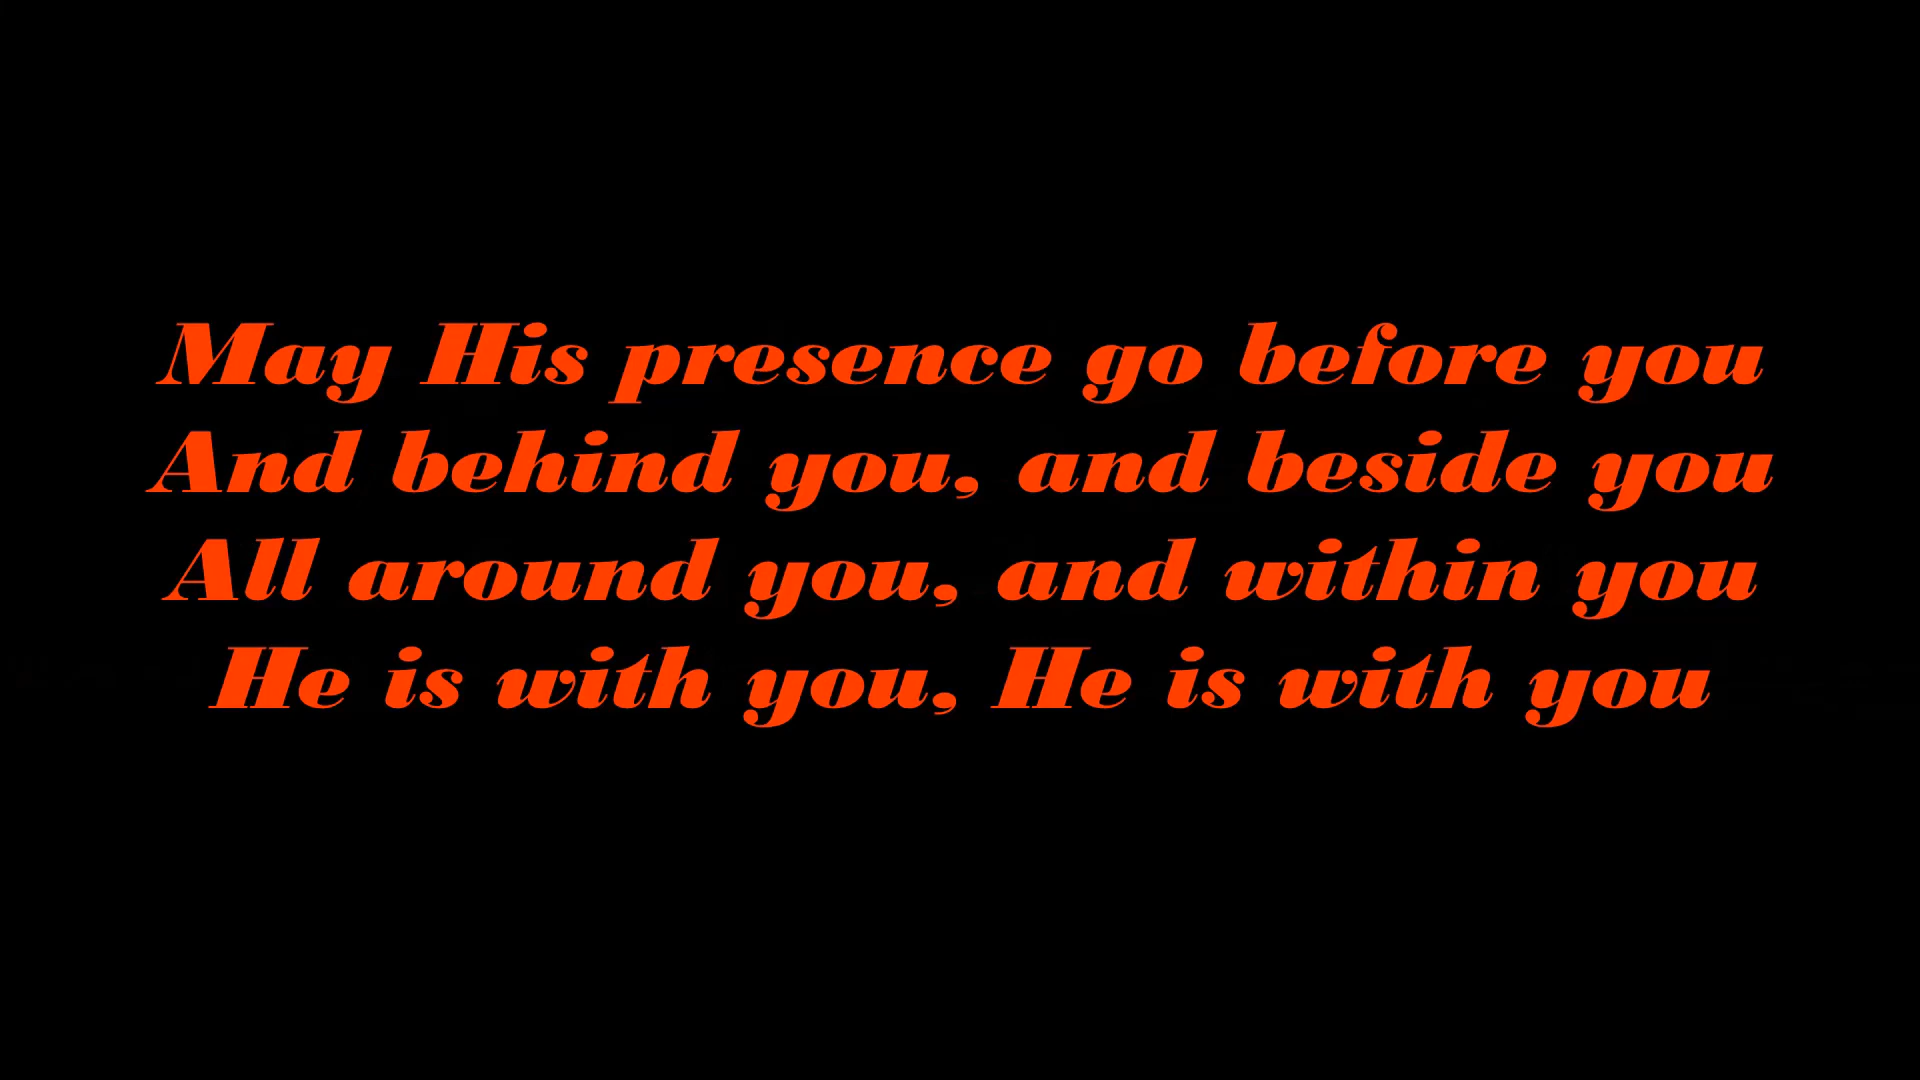 May His presence go before you
And behind you, and beside you
All around you, and within you
He is with you, He is with you